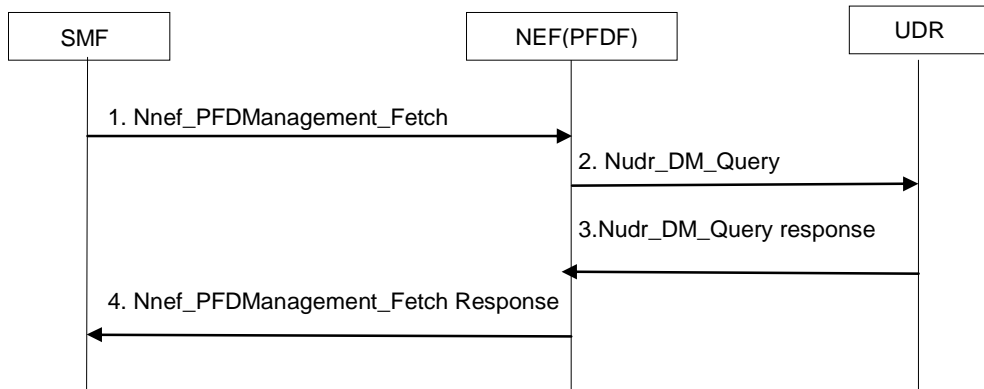 SMF
NEF(PFDF)
UDR
1. Nnef_PFDManagement_Fetch
2. Nudr_DM_Query
3.Nudr_DM_Query response
4. Nnef_PFDManagement_Fetch Response